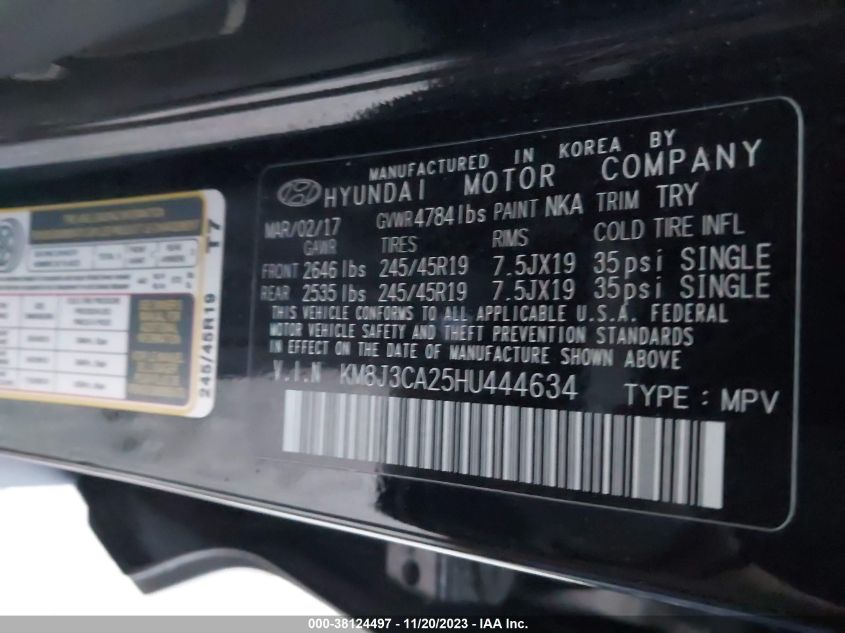 MANUFACTURED IN KOREA BY
HYUNDAI MOTOR COMPANY
MAR/02/17 GVWR 4784 lbs PAINT NKA TRIM TRY
GAWR TIRES RIMS COLD TIRE INFL
FRONT 2646 lbs 245/45R19 7.5JX19 35psi SINGLE
REAR 2535 lbs 245/45R19 7.5JX19 35psi SINGLE
THIS VEHICLE CONFORMS TO ALL APPLICABLE U.S.A. FEDERAL
MOTOR VEHICLE SAFETY AND THEFT PREVENTION STANDARDS
IN EFFECT ON THE DATE OF MANUFACTURE SHOWN ABOVE
V.I.N KM8J3CA25HU444634 TYPE : MPV
245/45R19 T7
000-38124497 - 11/20/2023 - IAA Inc.